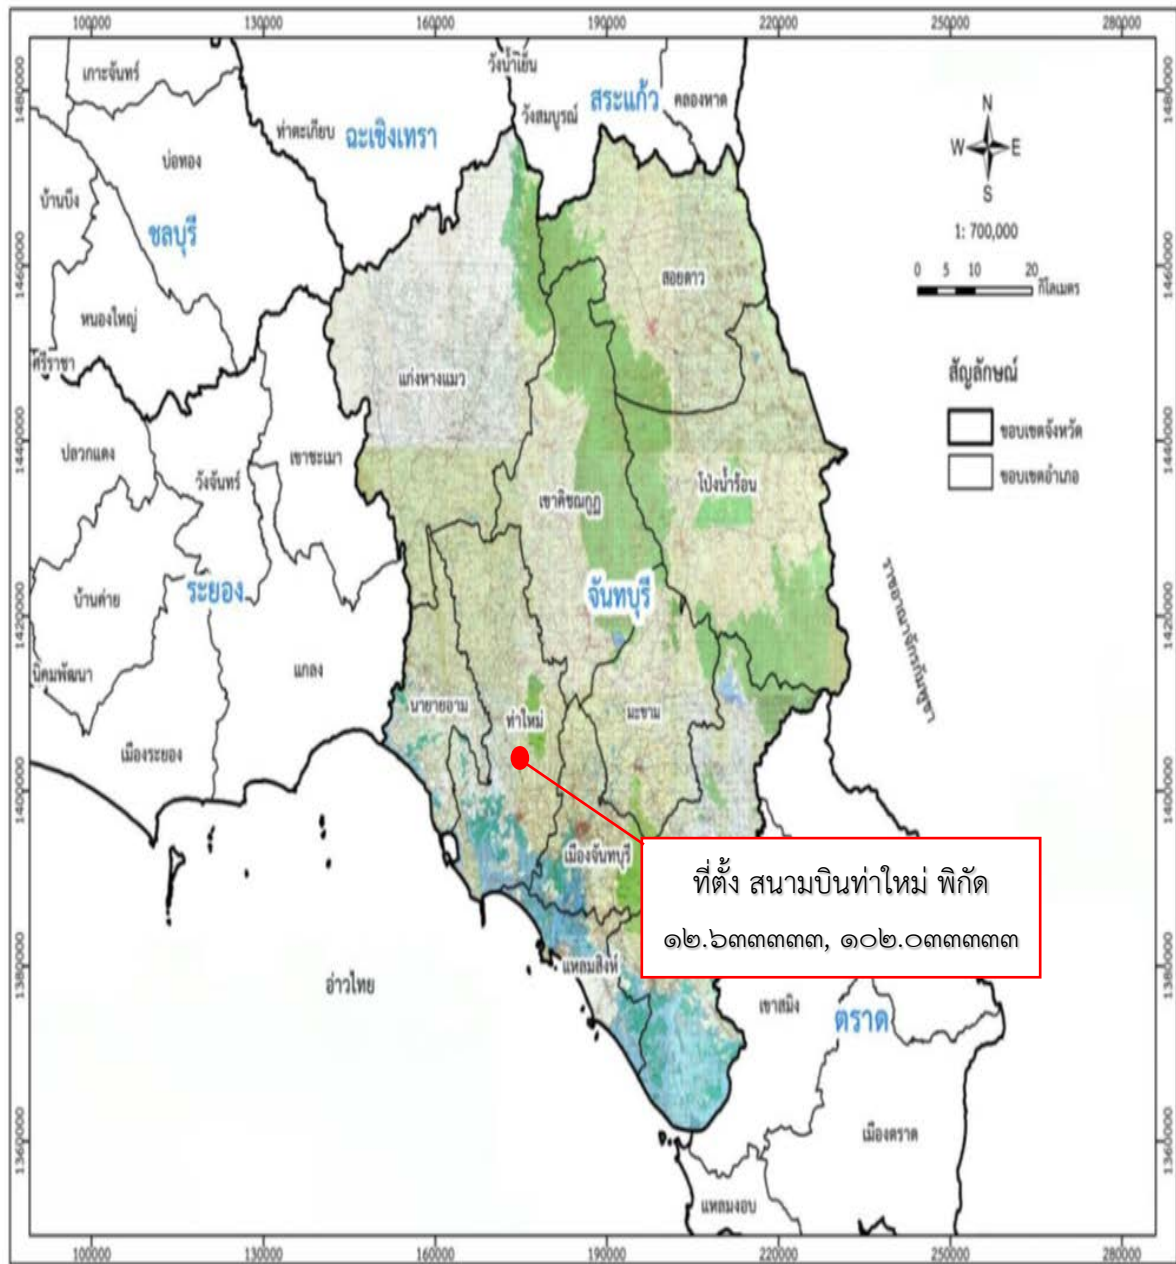 100000 130000 160000 190000 220000 250000 280000
1480000
1460000
1440000
1420000
1400000
1380000
1360000
1480000
1460000
1440000
1420000
1400000
1380000
1360000
เกาะจันทร์
วังน้ำเย็น
สระแก้ว
คลองหาด
วังสมบูรณ์
ท่าตะเกียบ
ฉะเชิงเทรา
บ่อทอง
บ้านบึง
ชลบุรี
หนองใหญ่
ศรีราชา
N
W E
S
1: 700,000
0 5 10 20
กิโลเมตร
สัญลักษณ์
ขอบเขตจังหวัด
ขอบเขตอำเภอ
สอยดาว
แก่งหางแมว
ปลวกแดง
วังจันทร์
เขาชะเมา
เขาคิชฌกูฏ
โป่งน้ำร้อน
บ้านค่าย
ระยอง
จันทบุรี
ราชอาณาจักรกัมพูชา
นิคมพัฒนา
แกลง
นายายอาม
ท่าใหม่
มะขาม
เมืองระยอง
เมืองจันทบุรี
ที่ตั้ง สนามบินท่าใหม่ พิกัด
๑๒.๖๓๓๓๓๓, ๑๐๒.๐๓๓๓๓๓
แหลมสิงห์
อ่าวไทย
เขาสมิง
ตราด
เมืองตราด
แหลมงอบ
100000 130000 160000 190000 220000 250000 280000